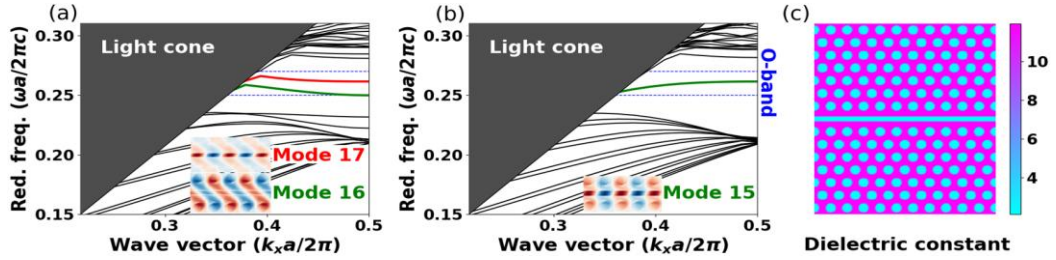 (a)
Red. freq. (ωa/2πc)
0.30
0.25
0.20
0.15
Light cone
Mode 17
Mode 16
0.3
0.4
0.5
Wave vector (kₓa/2π)
(b)
Red. freq. (ωa/2πc)
0.30
0.25
0.20
0.15
Light cone
O-band
Mode 15
0.3
0.4
0.5
Wave vector (kₓa/2π)
(c)
10
8
6
4
Dielectric constant